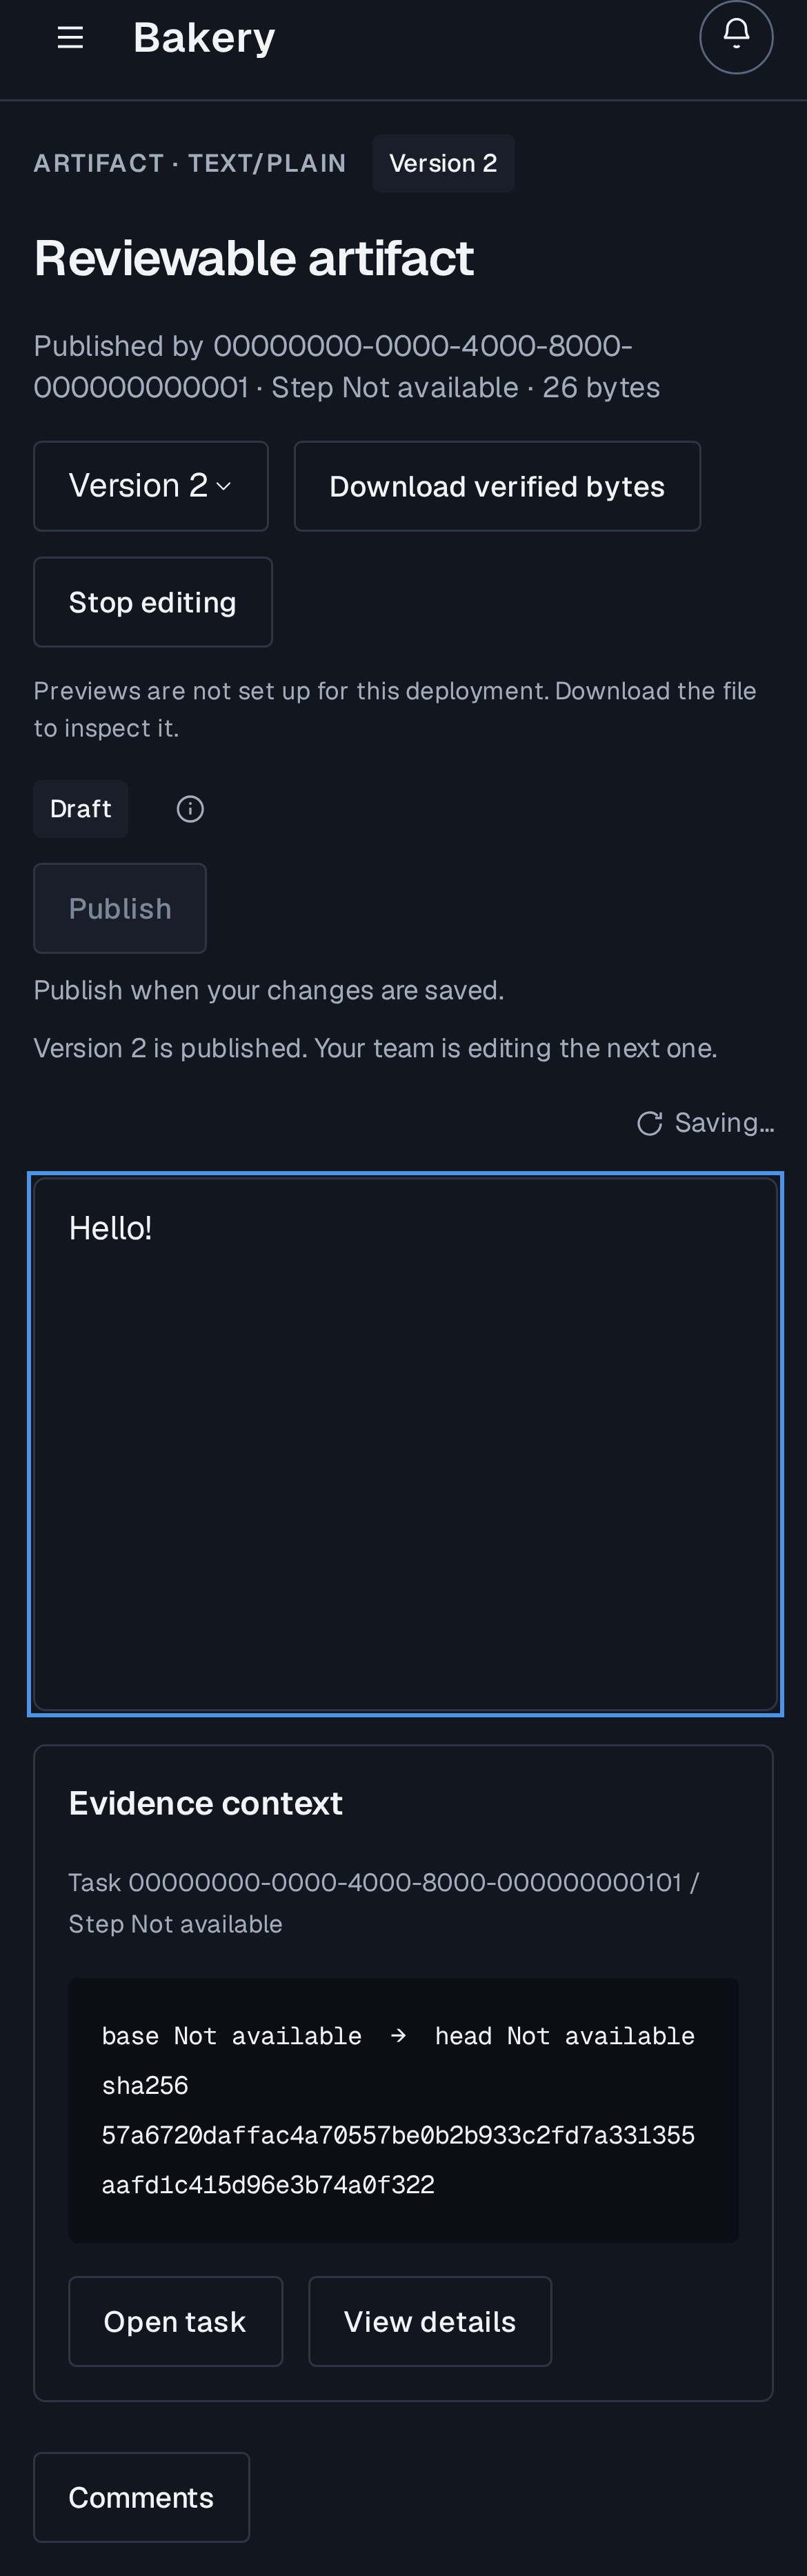 Bakery
ARTIFACT · TEXT/PLAIN Version 2
Reviewable artifact
Published by 00000000-0000-4000-8000-
000000000001 · Step Not available · 26 bytes
Version 2 Download verified bytes
Stop editing
Previews are not set up for this deployment. Download the file
to inspect it.
Draft
Publish
Publish when your changes are saved.
Version 2 is published. Your team is editing the next one.
Saving…
Hello!
Evidence context
Task 00000000-0000-4000-8000-000000000101 /
Step Not available
base Not available → head Not available
sha256
57a6720daffac4a70557be0b2b933c2fd7a331355
aafd1c415d96e3b74a0f322
Open task View details
Comments